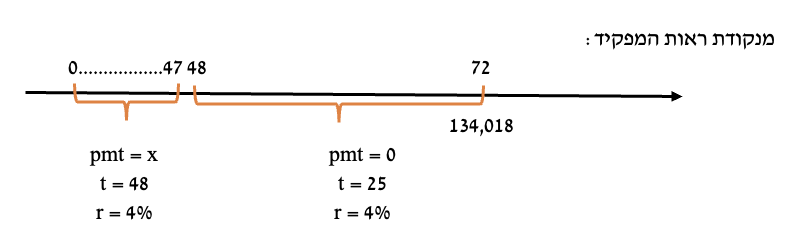 מנקודת ראות המפקיד :
0.................47 48 72
134,018
pmt = x pmt = 0
t = 48 t = 25
r = 4% r = 4%